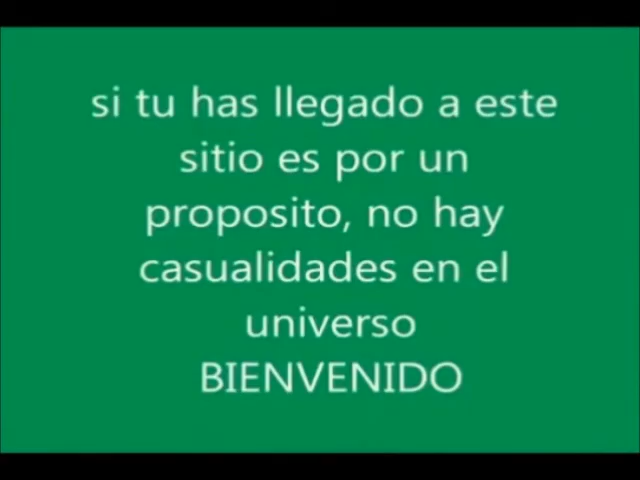 si tu has llegado a este
sitio es por un
proposito, no hay
casualidades en el
universo
BIENVENIDO